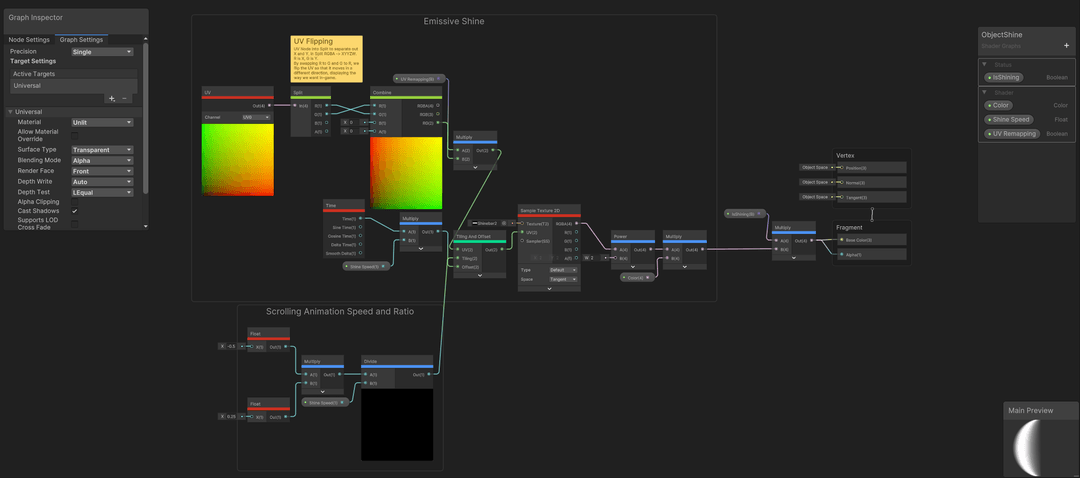 Graph Inspector
Node Settings Graph Settings
Precision Single
Target Settings
Active Targets
Universal
+ −
Universal
Material Unlit
Allow Material
Override
Surface Type Transparent
Blending Mode Alpha
Render Face Front
Depth Write Auto
Depth Test LEqual
Alpha Clipping
Cast Shadows
Supports LOD
Cross Fade
Emissive Shine
UV Flipping
UV Node into Split to separate out
X and Y. In Split RGBA -> XYZW.
R is X, G is Y.
By swapping X to G and G to R, we
flip the UV so that it moves in a
different direction, displaying the
way we want in-game.
UV
Out(4)
Channel UV0
Split
In(4) R(1)
G(1)
B(1)
A(1)
Combine
R(1) RGBA(4)
G(1) RGB(3)
X 0 B(1) RG(2)
X 0 A(1)
UV Remapping(B)
Multiply
A(2) Out(2)
B(2)
Time
Time(1)
Sine Time(1)
Cosine Time(1)
Delta Time(1)
Smooth Delta(1)
Shine Speed(1)
Multiply
A(1) Out(1)
B(1)
Tiling And Offset
UV(2) Out(2)
Tiling(2)
Offset(2)
Sample Texture 2D
Texture(T2) RGBA(4)
UV(2) R(1)
Sampler(SS) G(1)
B(1)
A(1)
Type Default
Space Tangent
Power
A(4) Out(4)
B(4)
Color(4)
Multiply
A(4) Out(4)
B(4)
IsShining(B)
Multiply
A(4) Out(4)
B(4)
Vertex
Object Space Position(3)
Object Space Normal(3)
Object Space Tangent(3)
Fragment
Base Color(3)
Alpha(1)
Scrolling Animation Speed and Ratio
Float
X -0.5 X(1) Out(1)
Float
X 0.25 X(1) Out(1)
Multiply
A(1) Out(1)
B(1)
Shine Speed(1)
Divide
A(1) Out(1)
B(1)
ObjectShine
Shader Graphs
+
Status
IsShining Boolean
Shader
Color Color
Shine Speed Float
UV Remapping Boolean
Main Preview